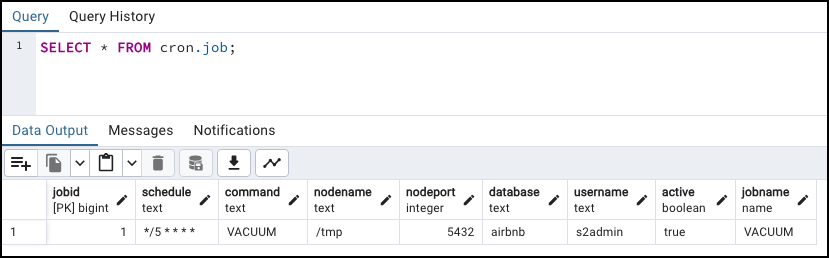 Query Query History
1 SELECT * FROM cron.job;
Data Output Messages Notifications
jobid schedule command nodename nodeport database username active jobname
[PK] bigint text text text integer text text boolean name
1 1 */5 * * * * VACUUM /tmp 5432 airbnb s2admin true VACUUM